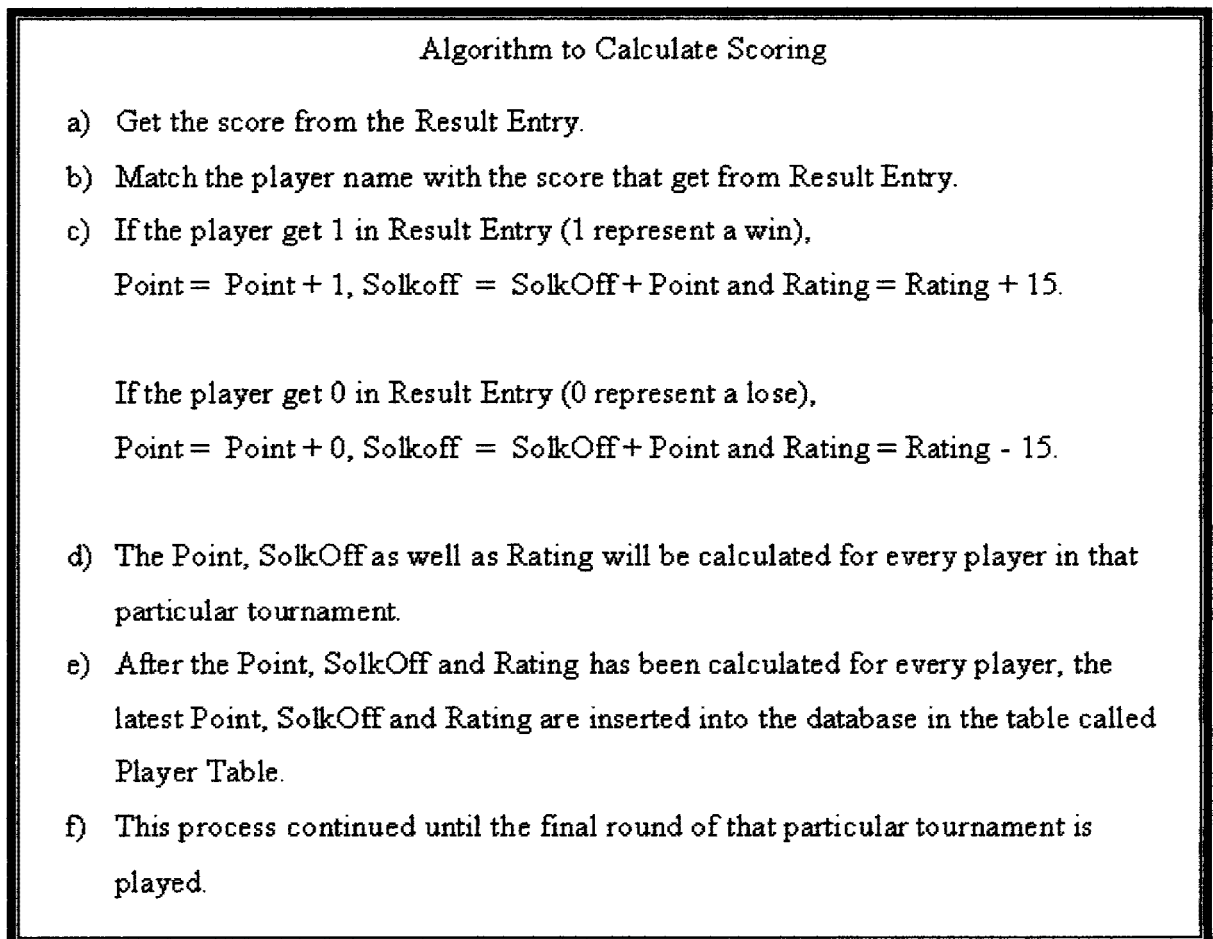 Algorithm to Calculate Scoring
a) Get the score from the Result Entry.
b) Match the player name with the score that get from Result Entry.
c) If the player get 1 in Result Entry (1 represent a win),
Point = Point + 1, Solkoff = SolkOff + Point and Rating = Rating + 15.
If the player get 0 in Result Entry (0 represent a lose),
Point = Point + 0, Solkoff = SolkOff + Point and Rating = Rating - 15.
d) The Point, SolkOff as well as Rating will be calculated for every player in that
particular tournament.
e) After the Point, SolkOff and Rating has been calculated for every player, the
latest Point, SolkOff and Rating are inserted into the database in the table called
Player Table.
f) This process continued until the final round of that particular tournament is
played.